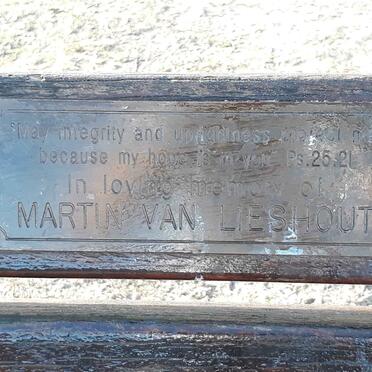 "May integrity and uprightness protect m
because my hope is in you" Ps.25.21
In loving memory of
MARTIN VAN LIESHOUT